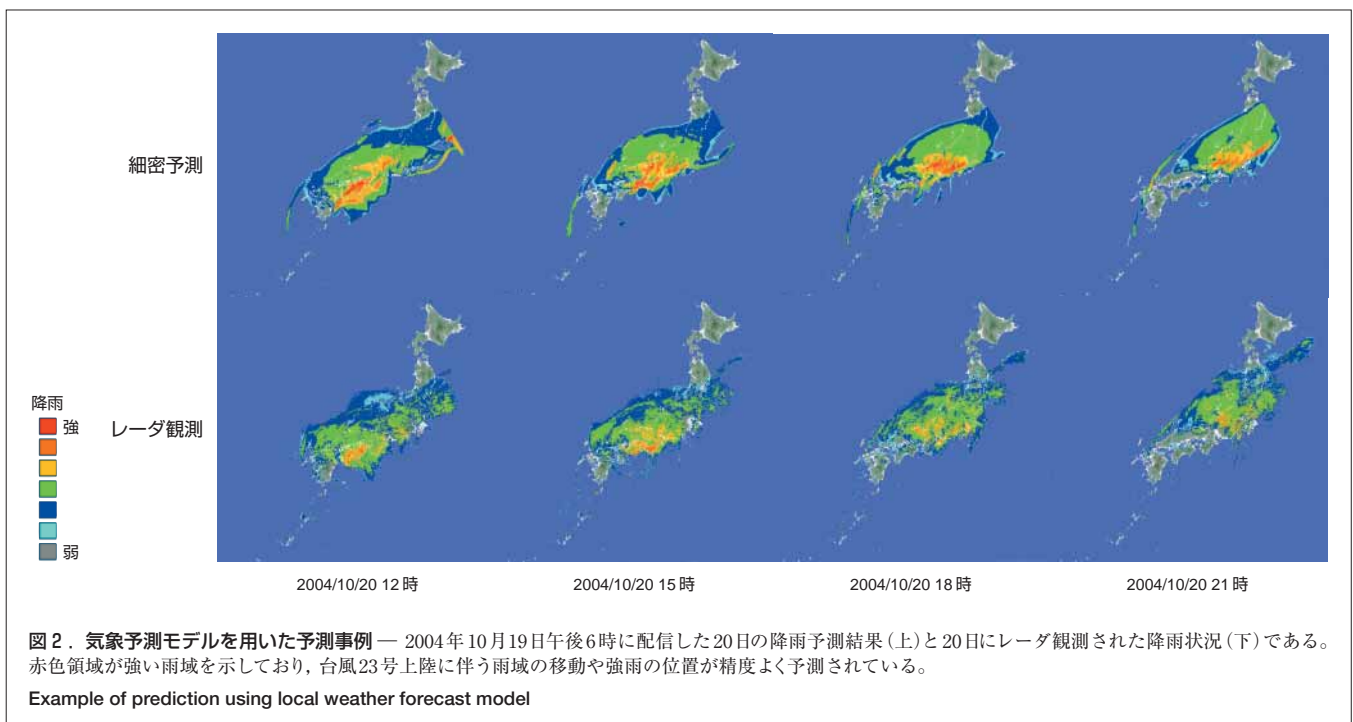 細密予測
降雨
強
レーダ観測
弱
2004/10/20 12時
2004/10/20 15時
2004/10/20 18時
2004/10/20 21時
図2．気象予測モデルを用いた予測事例 — 2004年10月19日午後6時に配信した20日の降雨予測結果（上）と20日にレーダ観測された降雨状況（下）である。
赤色領域が強い雨域を示しており，台風23号上陸に伴う雨域の移動や強雨の位置が精度よく予測されている。
Example of prediction using local weather forecast model